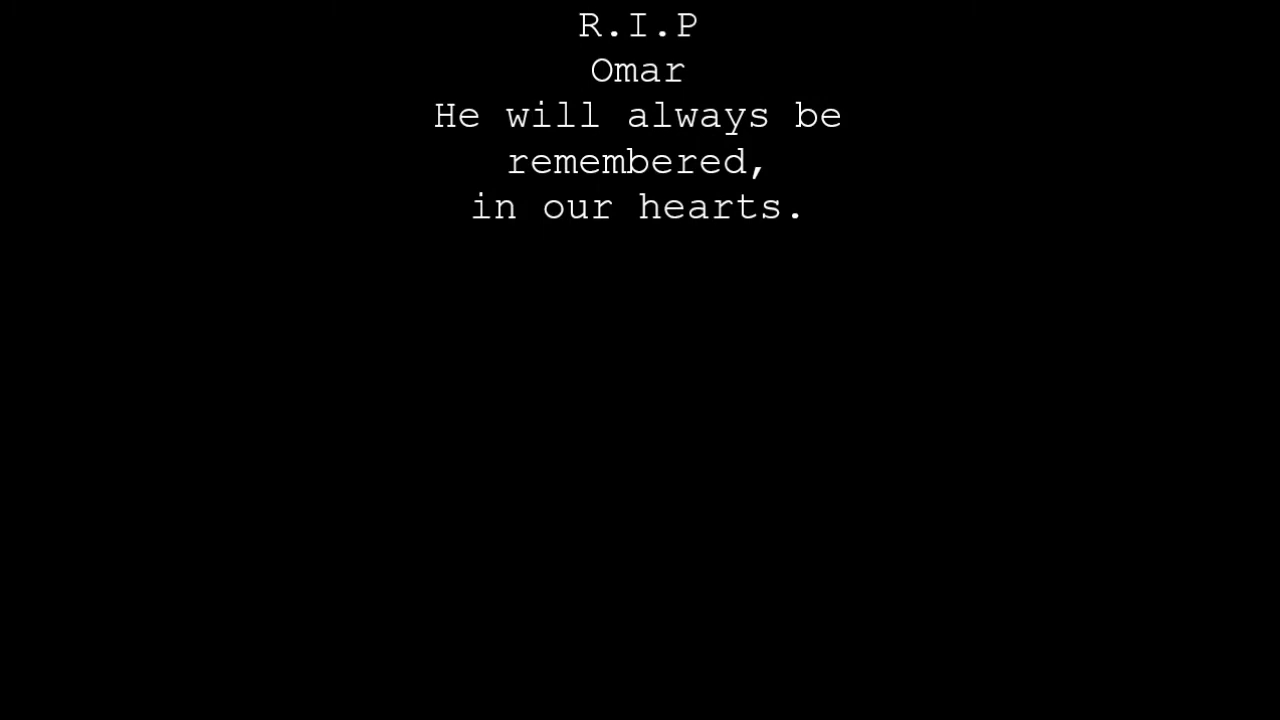 R.I.P
Omar
He will always be
remembered,
in our hearts.